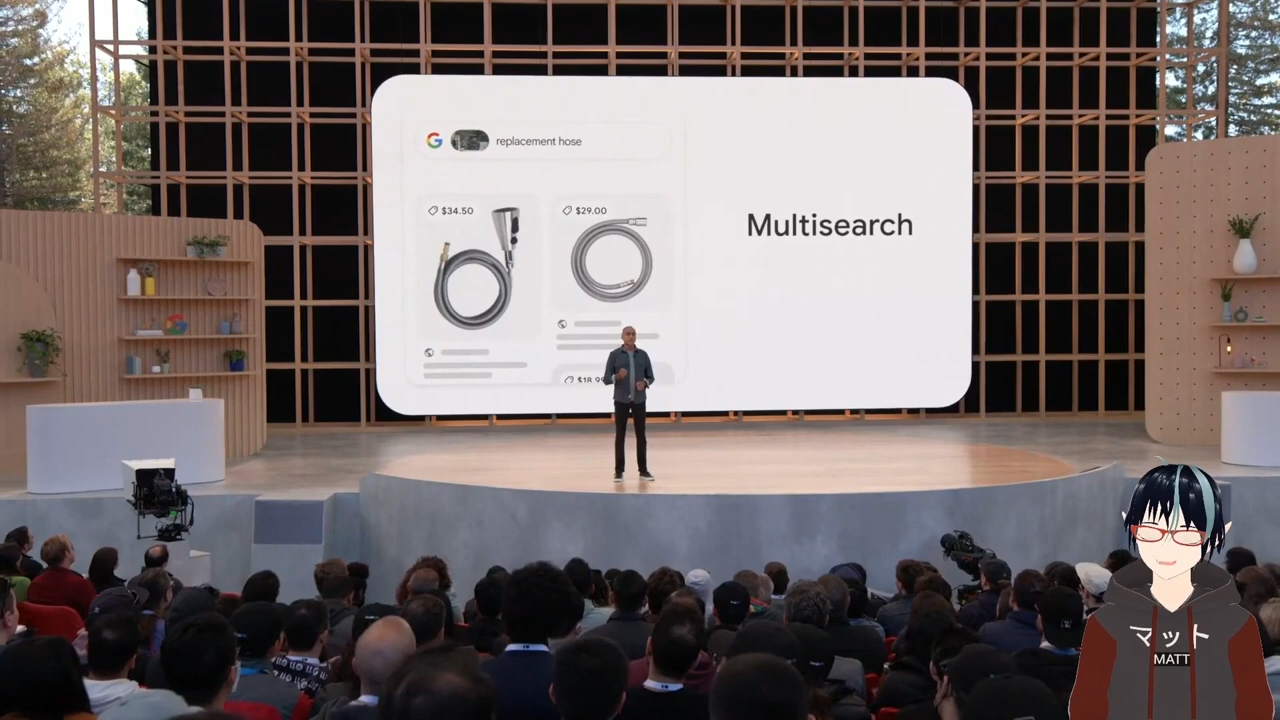 replacement hose
$34.50
$29.00
Multisearch
マット
MATT